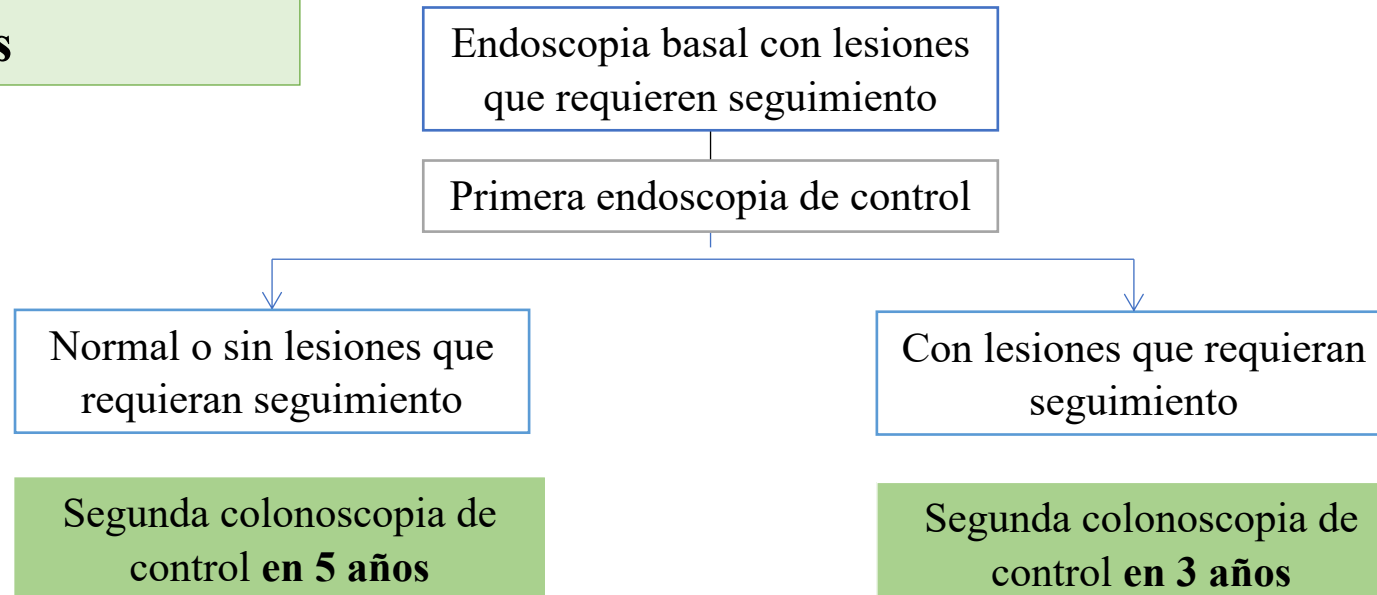 s
Endoscopia basal con lesiones
que requieren seguimiento
Primera endoscopia de control
Normal o sin lesiones que
requieran seguimiento
Con lesiones que requieran
seguimiento
Segunda colonoscopia de
control en 5 años
Segunda colonoscopia de
control en 3 años